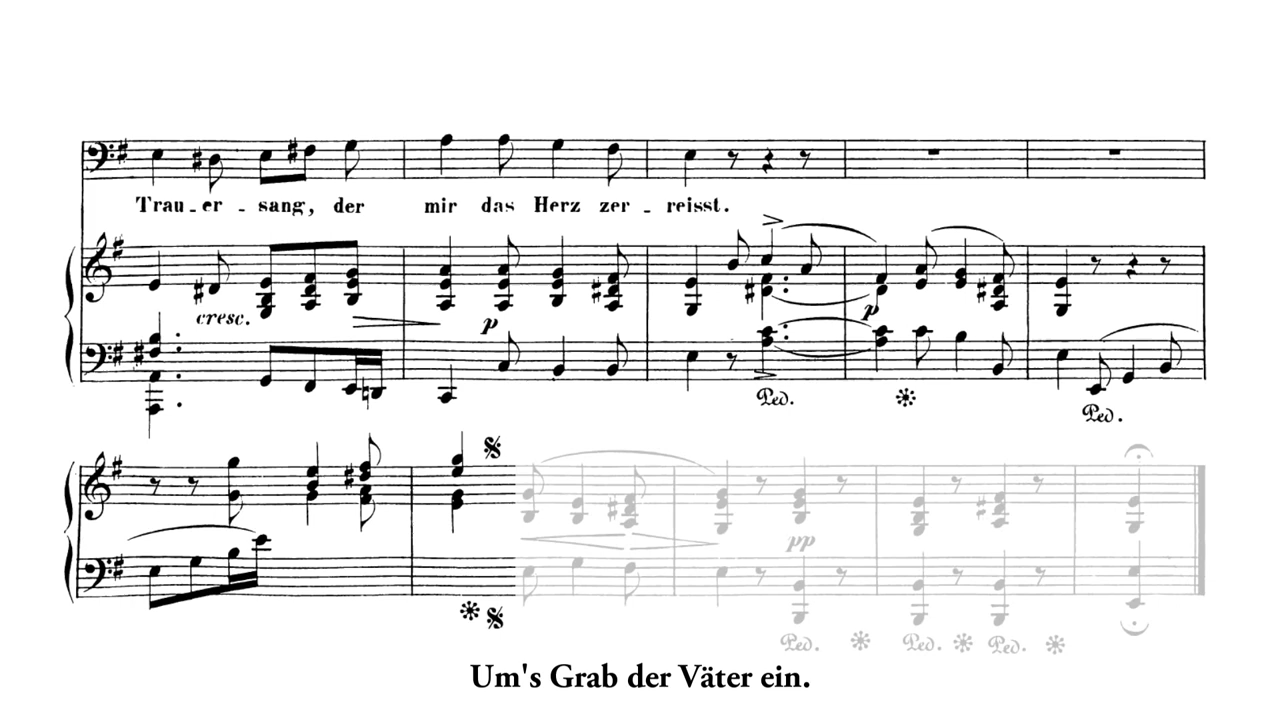 Trau - er - sang, der mir das Herz zer - reisst.
cresc. p p
Ped. Ped.
pp
Ped. Ped. Ped.
Um's Grab der Väter ein.